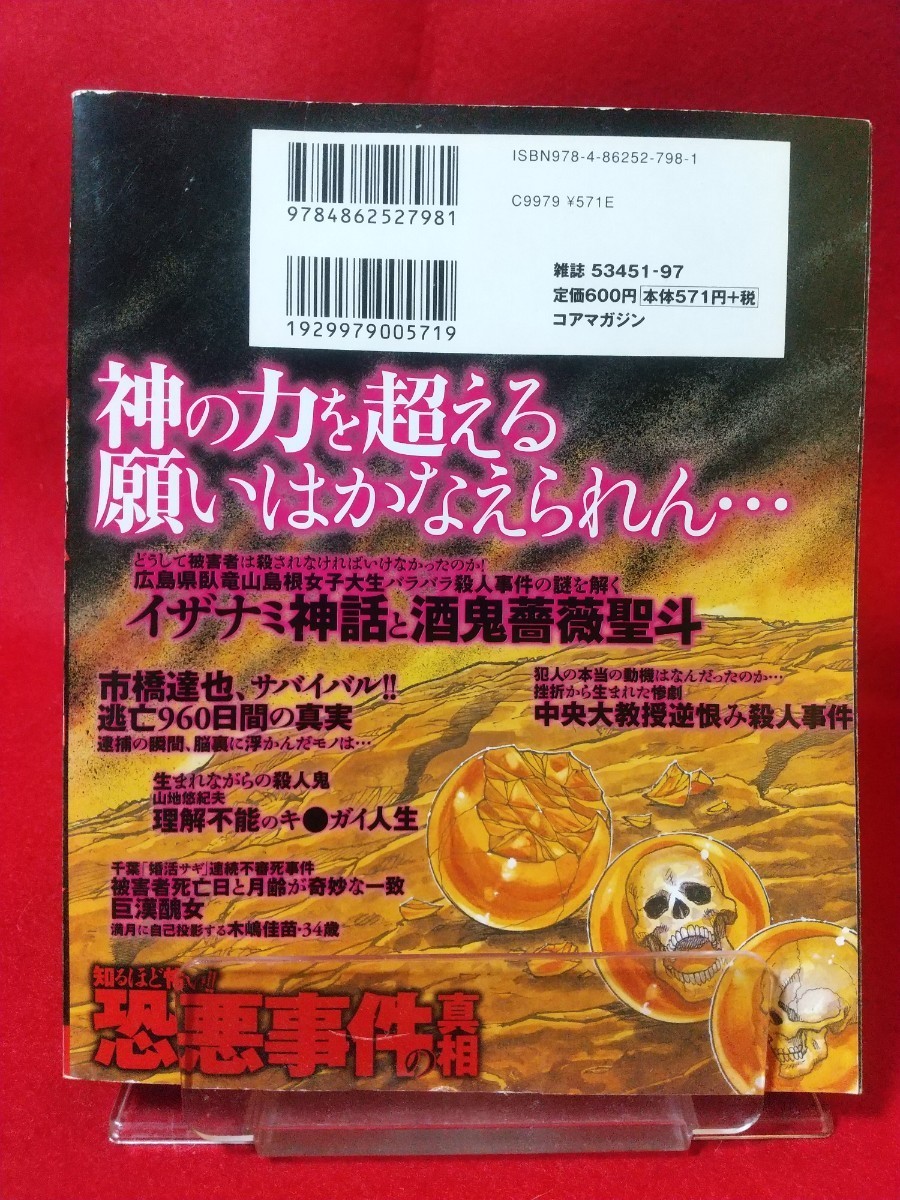 ISBN978-4-86252-798-1
C9979 ¥571E
9784862527981
雑誌 53451-97
定価600円 本体571円+税
コアマガジン
1929979005719
神の力を超える
願いはかなえられん…
どうして被害者は殺されなければいけなかったのか!
広島県臥竜山島根女子大生バラバラ殺人事件の謎を解く
イザナミ神話と酒鬼薔薇聖斗
市橋達也、サバイバル!!
逃亡960日間の真実
逮捕の瞬間、脳裏に浮かんだモノは…
犯人の本当の動機はなんだったのか…
挫折から生まれた惨劇
中央大教授逆恨み殺人事件
生まれながらの殺人鬼
山地悠紀夫
理解不能のキ●ガイ人生
千葉「婚活サギ」連続不審死事件
被害者死亡日と月齢が奇妙な一致
巨漢醜女
満月に自己投影する木嶋佳苗・34歳
知るほど怖い!!
恐悪事件の真相